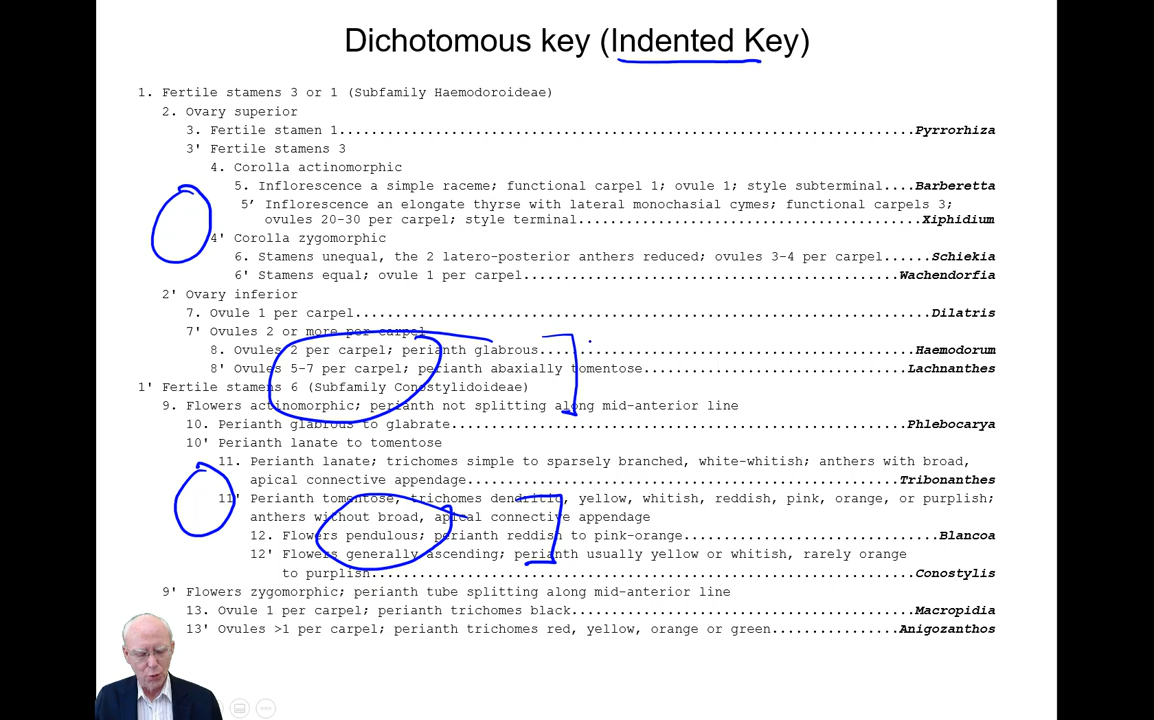 Dichotomous key (Indented Key)
1. Fertile stamens 3 or 1 (Subfamily Haemodoroideae)
2. Ovary superior
3. Fertile stamen 1.......................................................................Pyrrorhiza
3' Fertile stamens 3
4. Corolla actinomorphic
5. Inflorescence a simple raceme; functional carpel 1; ovule 1; style subterminal....Barberetta
5’ Inflorescence an elongate thyrse with lateral monochasial cymes; functional carpels 3;
ovules 20-30 per carpel; style terminal...........................................Xiphidium
4' Corolla zygomorphic
6. Stamens unequal, the 2 latero-posterior anthers reduced; ovules 3-4 per carpel......Schiekia
6' Stamens equal; ovule 1 per carpel...............................................Wachendorfia
2' Ovary inferior
7. Ovule 1 per carpel........................................................................Dilatris
7' Ovules 2 or more per carpel
8. Ovules 2 per carpel; perianth glabrous...............................................Haemodorum
8' Ovules 5-7 per carpel; perianth abaxially tomentose.................................Lachnanthes
1' Fertile stamens 6 (Subfamily Conostylidoideae)
9. Flowers actinomorphic; perianth not splitting along mid-anterior line
10. Perianth glabrous to glabrate.........................................................Phlebocarya
10' Perianth lanate to tomentose
11. Perianth lanate; trichomes simple to sparsely branched, white-whitish; anthers with broad,
apical connective appendage......................................................Tribonanthes
11' Perianth tomentose, trichomes dendritic, yellow, whitish, reddish, pink, orange, or purplish;
anthers without broad, apical connective appendage
12. Flowers pendulous; perianth reddish to pink-orange................................Blancoa
12' Flowers generally ascending; perianth usually yellow or whitish, rarely orange
to purplish....................................................................Conostylis
9' Flowers zygomorphic; perianth tube splitting along mid-anterior line
13. Ovule 1 per carpel; perianth trichomes black...........................................Macropidia
13' Ovules >1 per carpel; perianth trichomes red, yellow, orange or green................Anigozanthos